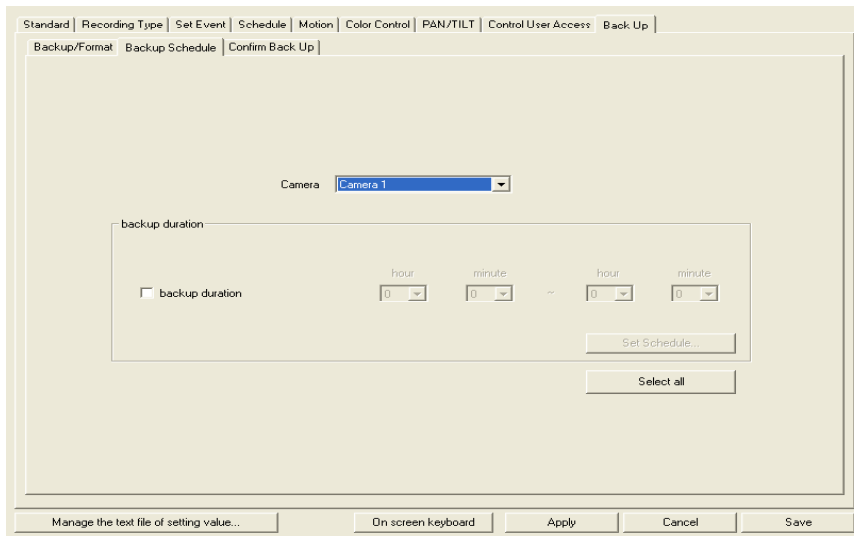 Standard Recording Type Set Event Schedule Motion Color Control PAN/TILT Control User Access Back Up
Backup/Format Backup Schedule Confirm Back Up
Camera Camera 1
backup duration
hour minute hour minute
backup duration 0 0 ~ 0 0
Set Schedule...
Select all
Manage the text file of setting value... On screen keyboard Apply Cancel Save